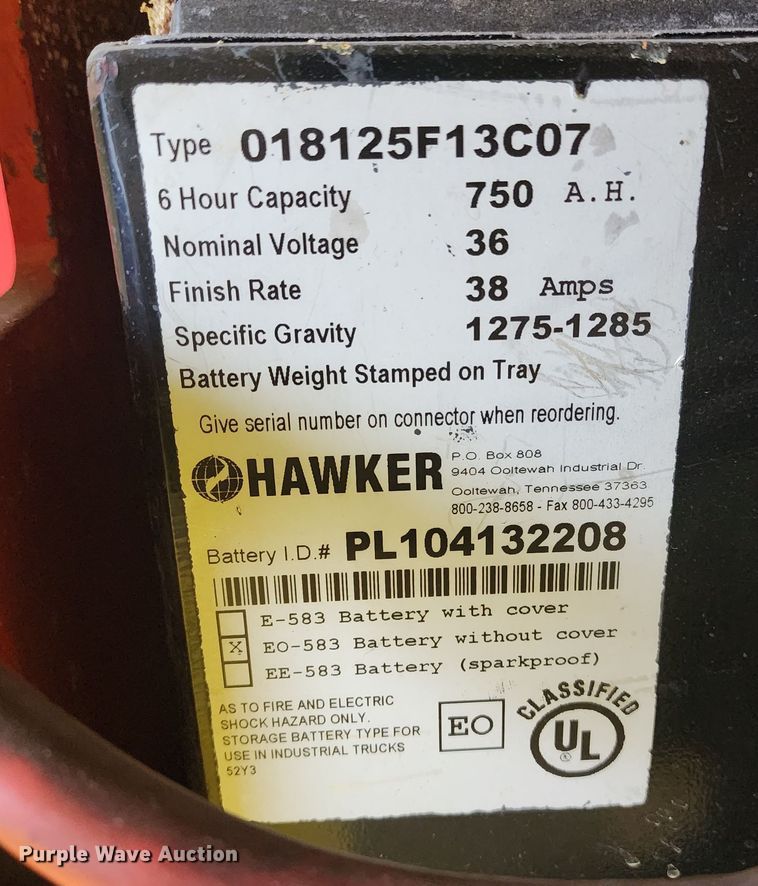 Type 018125F13C07
6 Hour Capacity 750 A.H.
Nominal Voltage 36
Finish Rate 38 Amps
Specific Gravity 1275-1285
Battery Weight Stamped on Tray
Give serial number on connector when reordering.
HAWKER
P.O. Box 808
9404 Ooltewah Industrial Dr.
Ooltewah, Tennessee 37363
800-238-8658 - Fax 800-433-4295
Battery I.D.# PL104132208
E-583 Battery with cover
X EO-583 Battery without cover
EE-583 Battery (sparkproof)
AS TO FIRE AND ELECTRIC
SHOCK HAZARD ONLY.
STORAGE BATTERY TYPE FOR
USE IN INDUSTRIAL TRUCKS
52Y3
EO
CLASSIFIED
UL
®
Purple Wave Auction